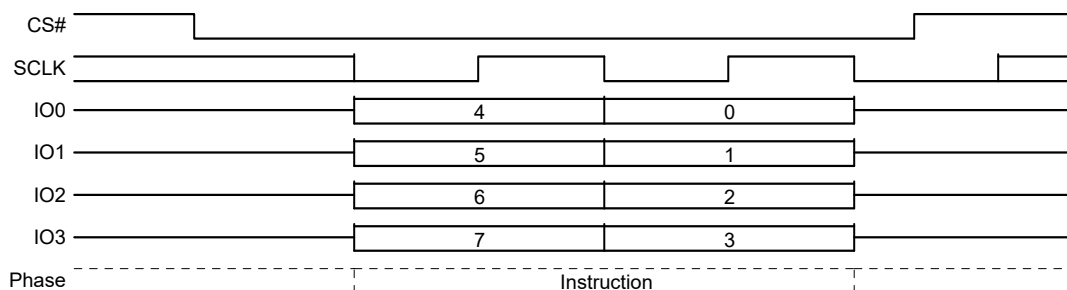 CS#
SCLK
IO0 4 0
IO1 5 1
IO2 6 2
IO3 7 3
Phase Instruction